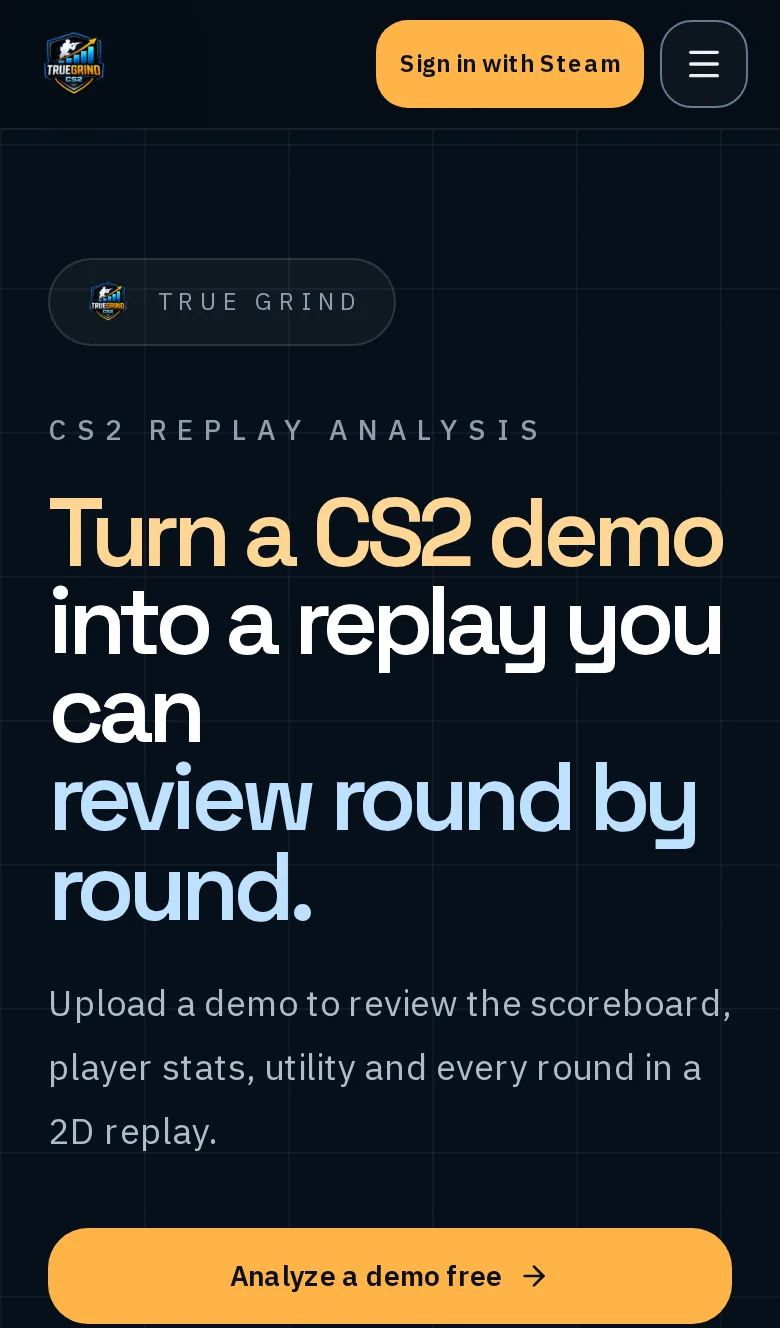 TRUEGRIND
CS2
Sign in with Steam
TRUEGRIND
CS2
TRUE GRIND
CS2 REPLAY ANALYSIS
Turn a CS2 demo
into a replay you
can
review round by
round.
Upload a demo to review the scoreboard,
player stats, utility and every round in a
2D replay.
Analyze a demo free